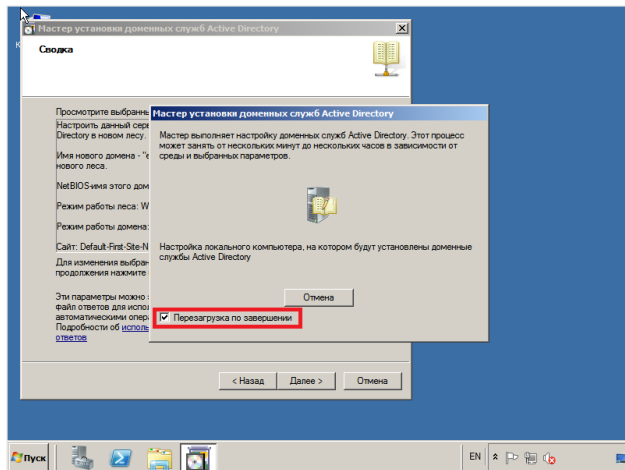 Мастер установки доменных служб Active Directory
Сводка
Просмотрите выбранны
Настроить данный серв
Directory в новом лесу.
Имя нового домена - "e
нового леса.
NetBIOS-имя этого дом
Режим работы леса: W
Режим работы домена:
Сайт: Default-First-Site-N
Для изменения выбран
продолжения нажмите
Эти параметры можно
файл ответов для испол
автоматическими опер
Подробности об исполь
ответов
< Назад
Далее >
Отмена
Мастер установки доменных служб Active Directory
Мастер выполняет настройку доменных служб Active Directory. Этот процесс
может занять от нескольких минут до нескольких часов в зависимости от
среды и выбранных параметров.
Настройка локального компьютера, на котором будут установлены доменные
службы Active Directory
Отмена
Перезагрузка по завершении
Пуск
EN